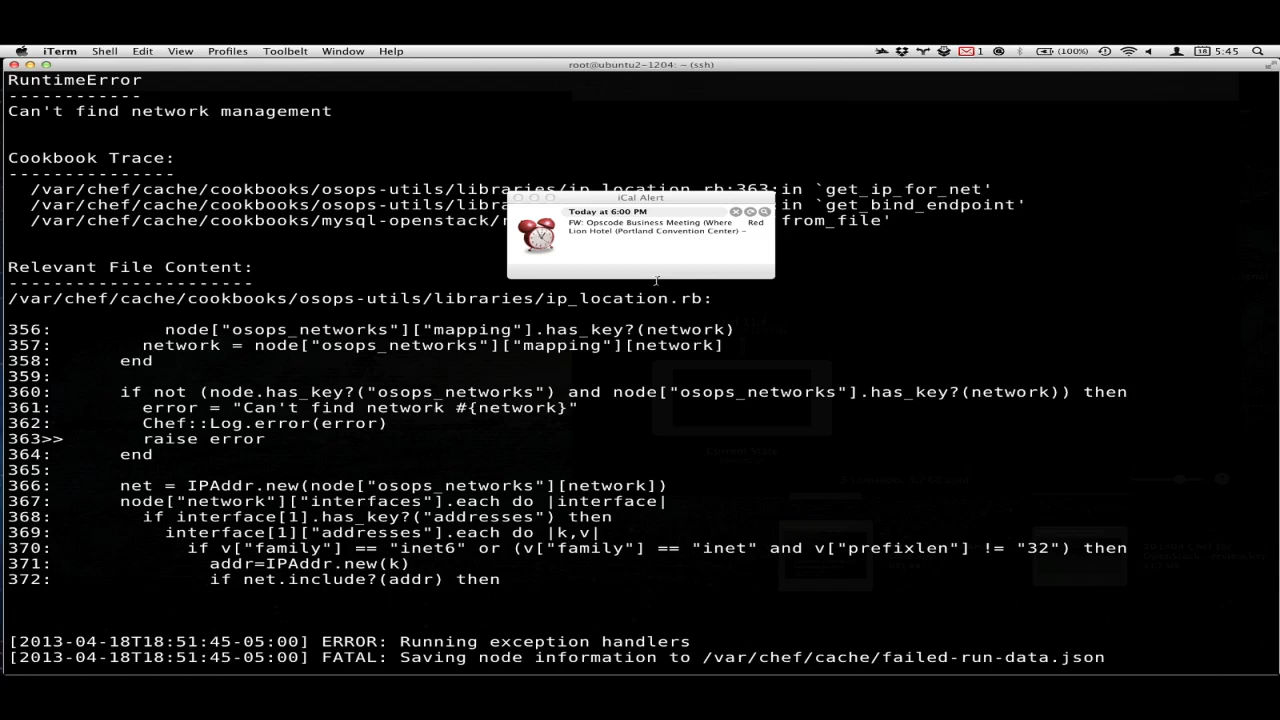 iTerm Shell Edit View Profiles Toolbelt Window Help 1 (100%) 18 5:45
root@ubuntu2-1204: ~ (ssh)
RuntimeError
------------
Can't find network management
Cookbook Trace:
---------------
/var/chef/cache/cookbooks/osops-utils/libraries/ip_location.rb:363:in `get_ip_for_net'
/var/chef/cache/cookbooks/osops-utils/lib :in `get_bind_endpoint'
/var/chef/cache/cookbooks/mysql-openstack/r from_file'
iCal Alert
Today at 6:00 PM
FW: Opscode Business Meeting (Where Red
Lion Hotel (Portland Convention Center) –
Relevant File Content:
----------------------
/var/chef/cache/cookbooks/osops-utils/libraries/ip_location.rb:
356: node["osops_networks"]["mapping"].has_key?(network)
357: network = node["osops_networks"]["mapping"][network]
358: end
359:
360: if not (node.has_key?("osops_networks") and node["osops_networks"].has_key?(network)) then
361: error = "Can't find network #{network}"
362: Chef::Log.error(error)
363>> raise error
364: end
365:
366: net = IPAddr.new(node["osops_networks"][network])
367: node["network"]["interfaces"].each do |interface|
368: if interface[1].has_key?("addresses") then
369: interface[1]["addresses"].each do |k,v|
370: if v["family"] == "inet6" or (v["family"] == "inet" and v["prefixlen"] != "32") then
371: addr=IPAddr.new(k)
372: if net.include?(addr) then
Current State
[2013-04-18T18:51:45-05:00] ERROR: Running exception handlers
[2013-04-18T18:51:45-05:00] FATAL: Saving node information to /var/chef/cache/failed-run-data.json